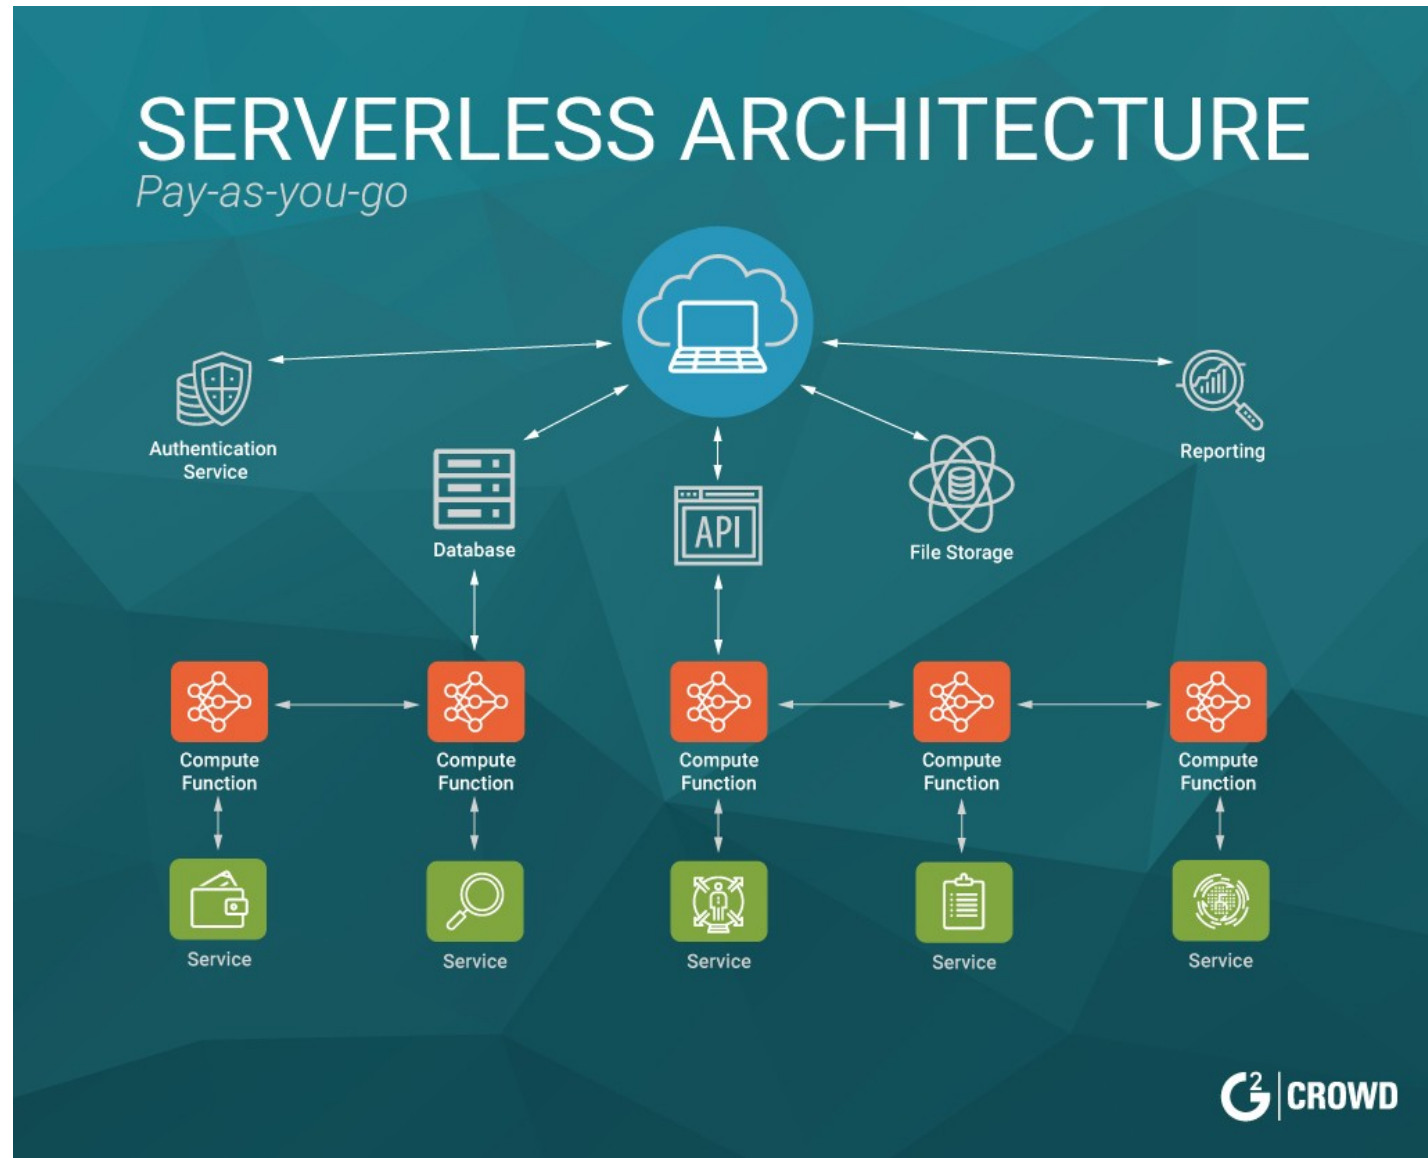 SERVERLESS ARCHITECTURE
Pay-as-you-go
Authentication
Service
Database
API
File Storage
Reporting
Compute
Function
Compute
Function
Compute
Function
Compute
Function
Compute
Function
Service
Service
Service
Service
Service
G2 | CROWD